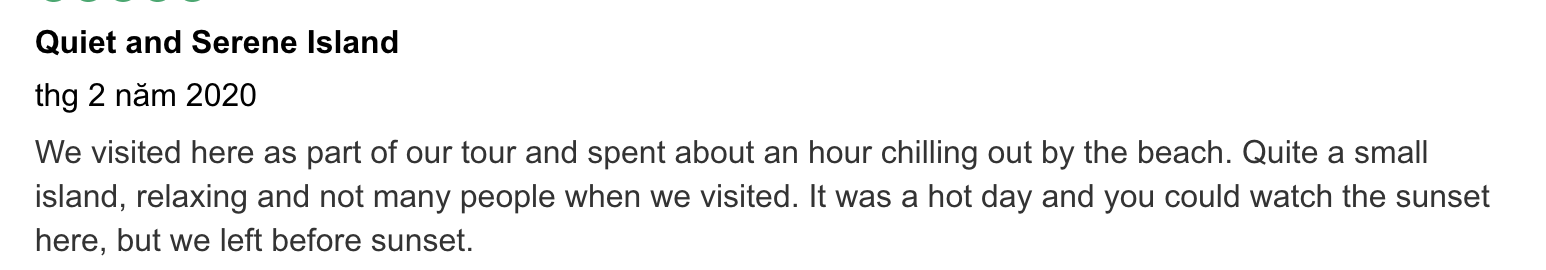 Quiet and Serene Island
thg 2 năm 2020
We visited here as part of our tour and spent about an hour chilling out by the beach. Quite a small
island, relaxing and not many people when we visited. It was a hot day and you could watch the sunset
here, but we left before sunset.